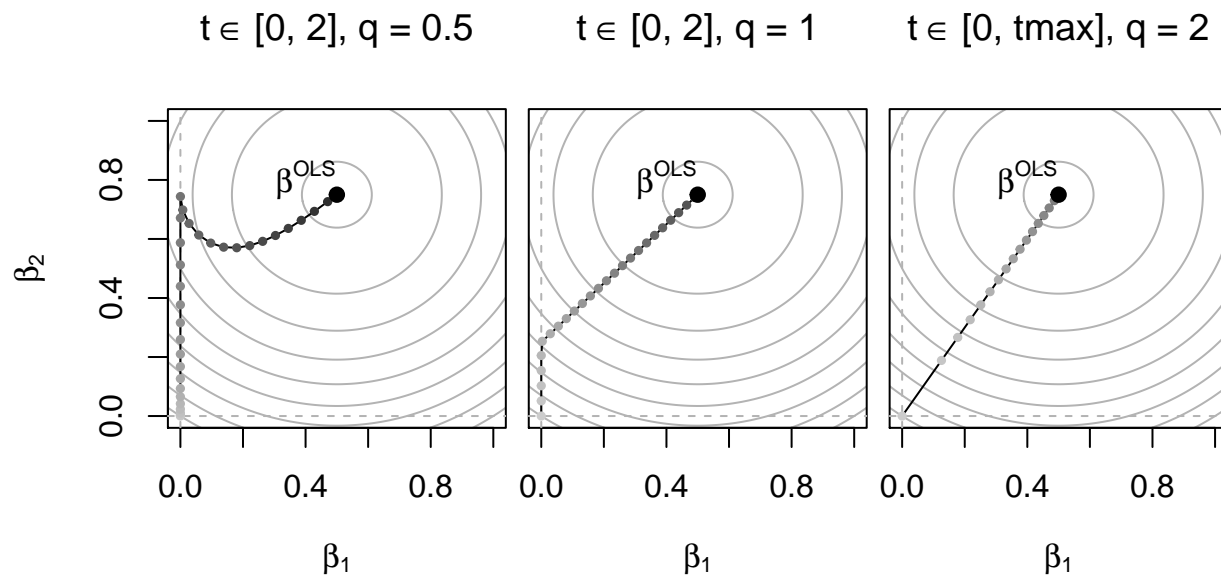 t ∈ [0, 2], q = 0.5
t ∈ [0, 2], q = 1
t ∈ [0, tmax], q = 2
β^OLS
β^OLS
β^OLS
β₂
0.8
0.4
0.0
0.0 0.4 0.8
0.0 0.4 0.8
0.0 0.4 0.8
β₁
β₁
β₁